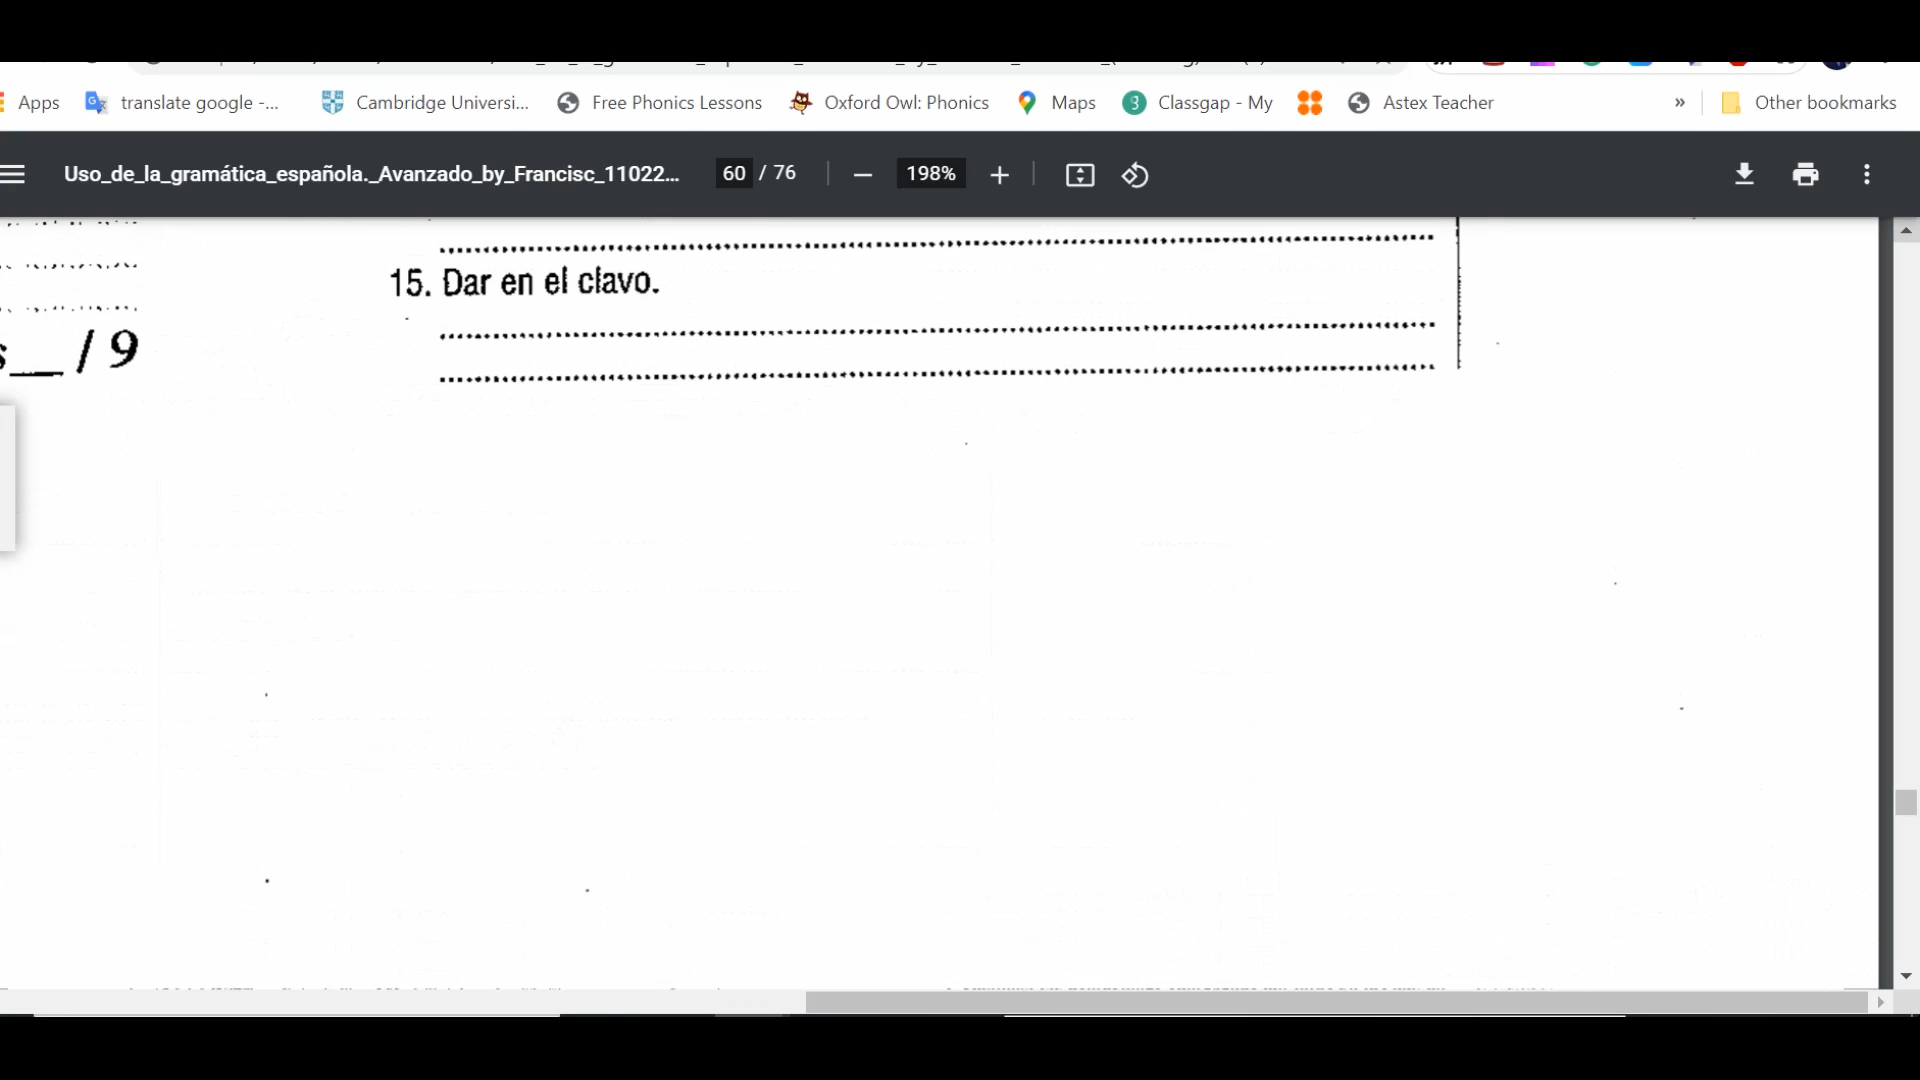 Apps translate google -... Cambridge Universi... Free Phonics Lessons Oxford Owl: Phonics Maps Classgap - My Astex Teacher » Other bookmarks
Uso_de_la_gramática_española._Avanzado_by_Francisc_11022... 60 / 76 − 198% +
15. Dar en el clavo.
/ 9